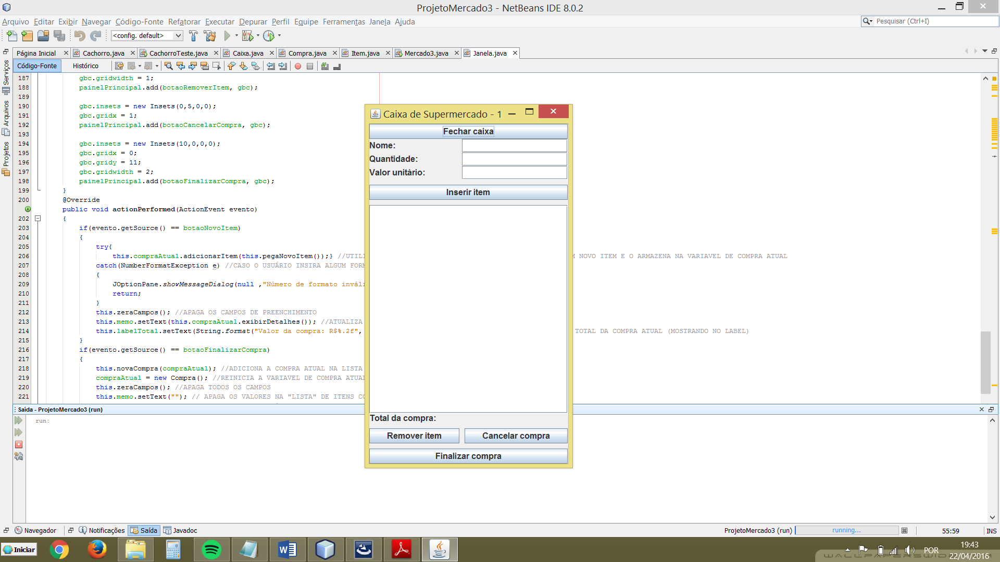 ProjetoMercado3 - NetBeans IDE 8.0.2
Arquivo Editar Exibir Navegar Código-Fonte Refatorar Executar Depurar Perfil Equipe Ferramentas Janela Ajuda
Pesquisar (Ctrl+I)
<config. default>
Página Inicial Cachorro.java CachorroTeste.java Caixa.java Compra.java Item.java Mercado3.java Janela.java
Código-Fonte Histórico
Serviços
Arquivos
Projetos
187 gbc.gridwidth = 1;
188 painelPrincipal.add(botaoRemoverItem, gbc);
189
190 gbc.insets = new Insets(0,5,0,0);
191 gbc.gridx = 1;
192 painelPrincipal.add(botaoCancelarCompra, gbc);
193
194 gbc.insets = new Insets(10,0,0,0);
195 gbc.gridx = 0;
196 gbc.gridy = 11;
197 gbc.gridwidth = 2;
198 painelPrincipal.add(botaoFinalizarCompra, gbc);
199 }
200 @Override
public void actionPerformed(ActionEvent evento)
202 {
203 if(evento.getSource() == botaoNovoItem)
204 {
205 try{
206 this.compraAtual.adicionarItem(this.pegaNovoItem());} //UTILI M NOVO ITEM E O ARMAZENA NA VARIAVEL DE COMPRA ATUAL
207 catch(NumberFormatException e) //CASO O USUÁRIO INSIRA ALGUM FORM
208 {
209 JOptionPane.showMessageDialog(null ,"Número de formato inváli
210 return;
211 }
212 this.zeraCampos(); //APAGA OS CAMPOS DE PREENCHIMENTO
213 this.memo.setText(this.compraAtual.exibirDetalhes()); //ATUALIZA
214 this.labelTotal.setText(String.format("Valor da compra: R$%.2f", TOTAL DA COMPRA ATUAL (MOSTRANDO NO LABEL)
215 }
216 if(evento.getSource() == botaoFinalizarCompra)
217 {
218 this.novaCompra(compraAtual); //ADICIONA A COMPRA ATUAL NA LISTA
219 compraAtual = new Compra(); //REINICIA A VARIAVEL DE COMPRA ATUAL
220 this.zeraCampos(); //APAGA TODOS OS CAMPOS
221 this.memo.setText(""); // APAGA OS VALORES NA "LISTA" DE ITENS CO
Caixa de Supermercado - 1
Fechar caixa
Nome:
Quantidade:
Valor unitário:
Inserir item
Total da compra:
Remover item Cancelar compra
Finalizar compra
Saída - ProjetoMercado3 (run)
run:
Navegador Notificações Saída Javadoc
ProjetoMercado3 (run) running... 55:59 INS
Iniciar
POR
19:43
22/04/2016